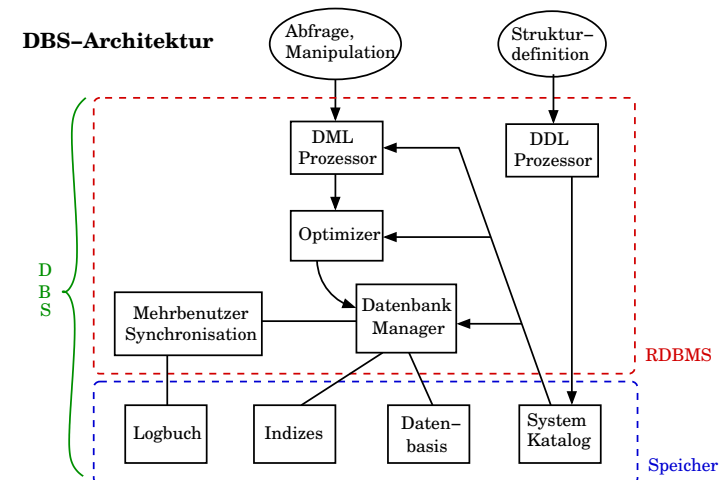 DBS–Architektur
Abfrage,
Manipulation
Struktur–
definition
DML
Prozessor
DDL
Prozessor
Optimizer
D
B
S
Mehrbenutzer
Synchronisation
Datenbank
Manager
RDBMS
Logbuch
Indizes
Daten–
basis
System
Katalog
Speicher